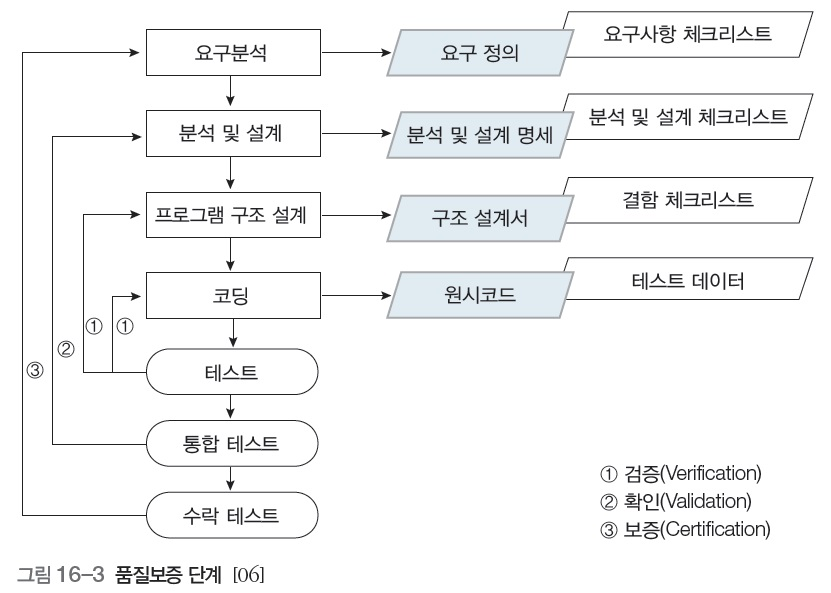 요구분석
요구 정의
요구사항 체크리스트
분석 및 설계
분석 및 설계 명세
분석 및 설계 체크리스트
프로그램 구조 설계
구조 설계서
결함 체크리스트
코딩
원시코드
테스트 데이터
① ①
②
③
테스트
통합 테스트
수락 테스트
① 검증(Verification)
② 확인(Validation)
③ 보증(Certification)
그림 16-3 품질보증 단계 [06]